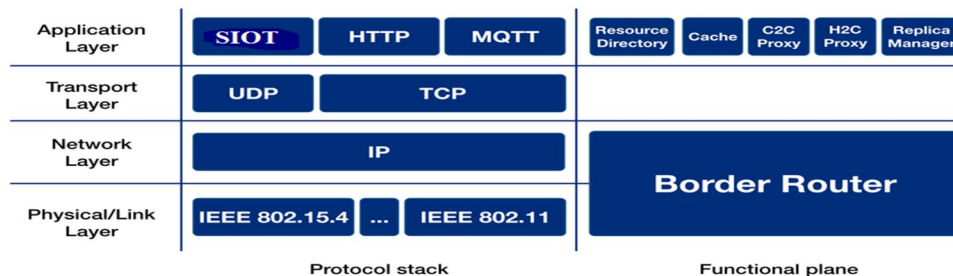 Application
Layer
SIOT
HTTP
MQTT
Resource
Directory
Cache
C2C
Proxy
H2C
Proxy
Replica
Manager
Transport
Layer
UDP
TCP
Network
Layer
IP
Border Router
Physical/Link
Layer
IEEE 802.15.4
...
IEEE 802.11
Protocol stack
Functional plane